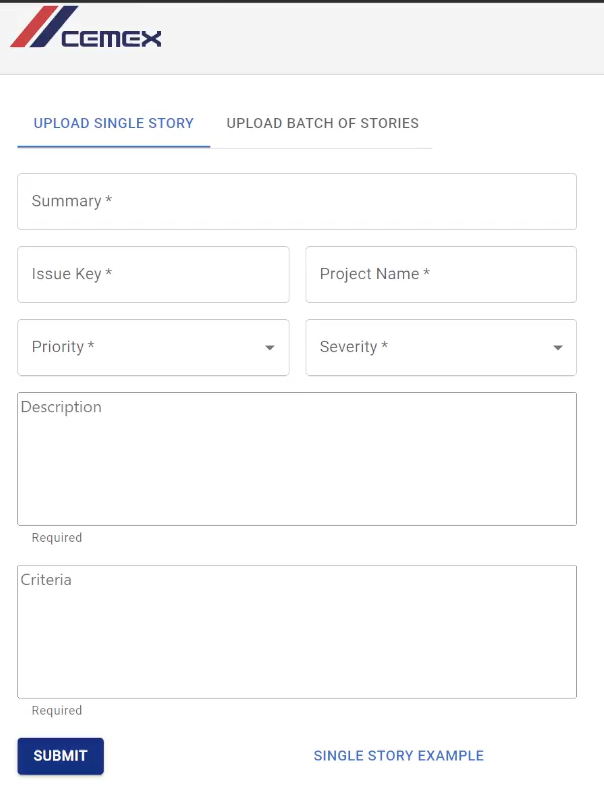 CEMEX
UPLOAD SINGLE STORY UPLOAD BATCH OF STORIES
Summary *
Issue Key * Project Name *
Priority * Severity *
Description
Required
Criteria
Required
SUBMIT SINGLE STORY EXAMPLE